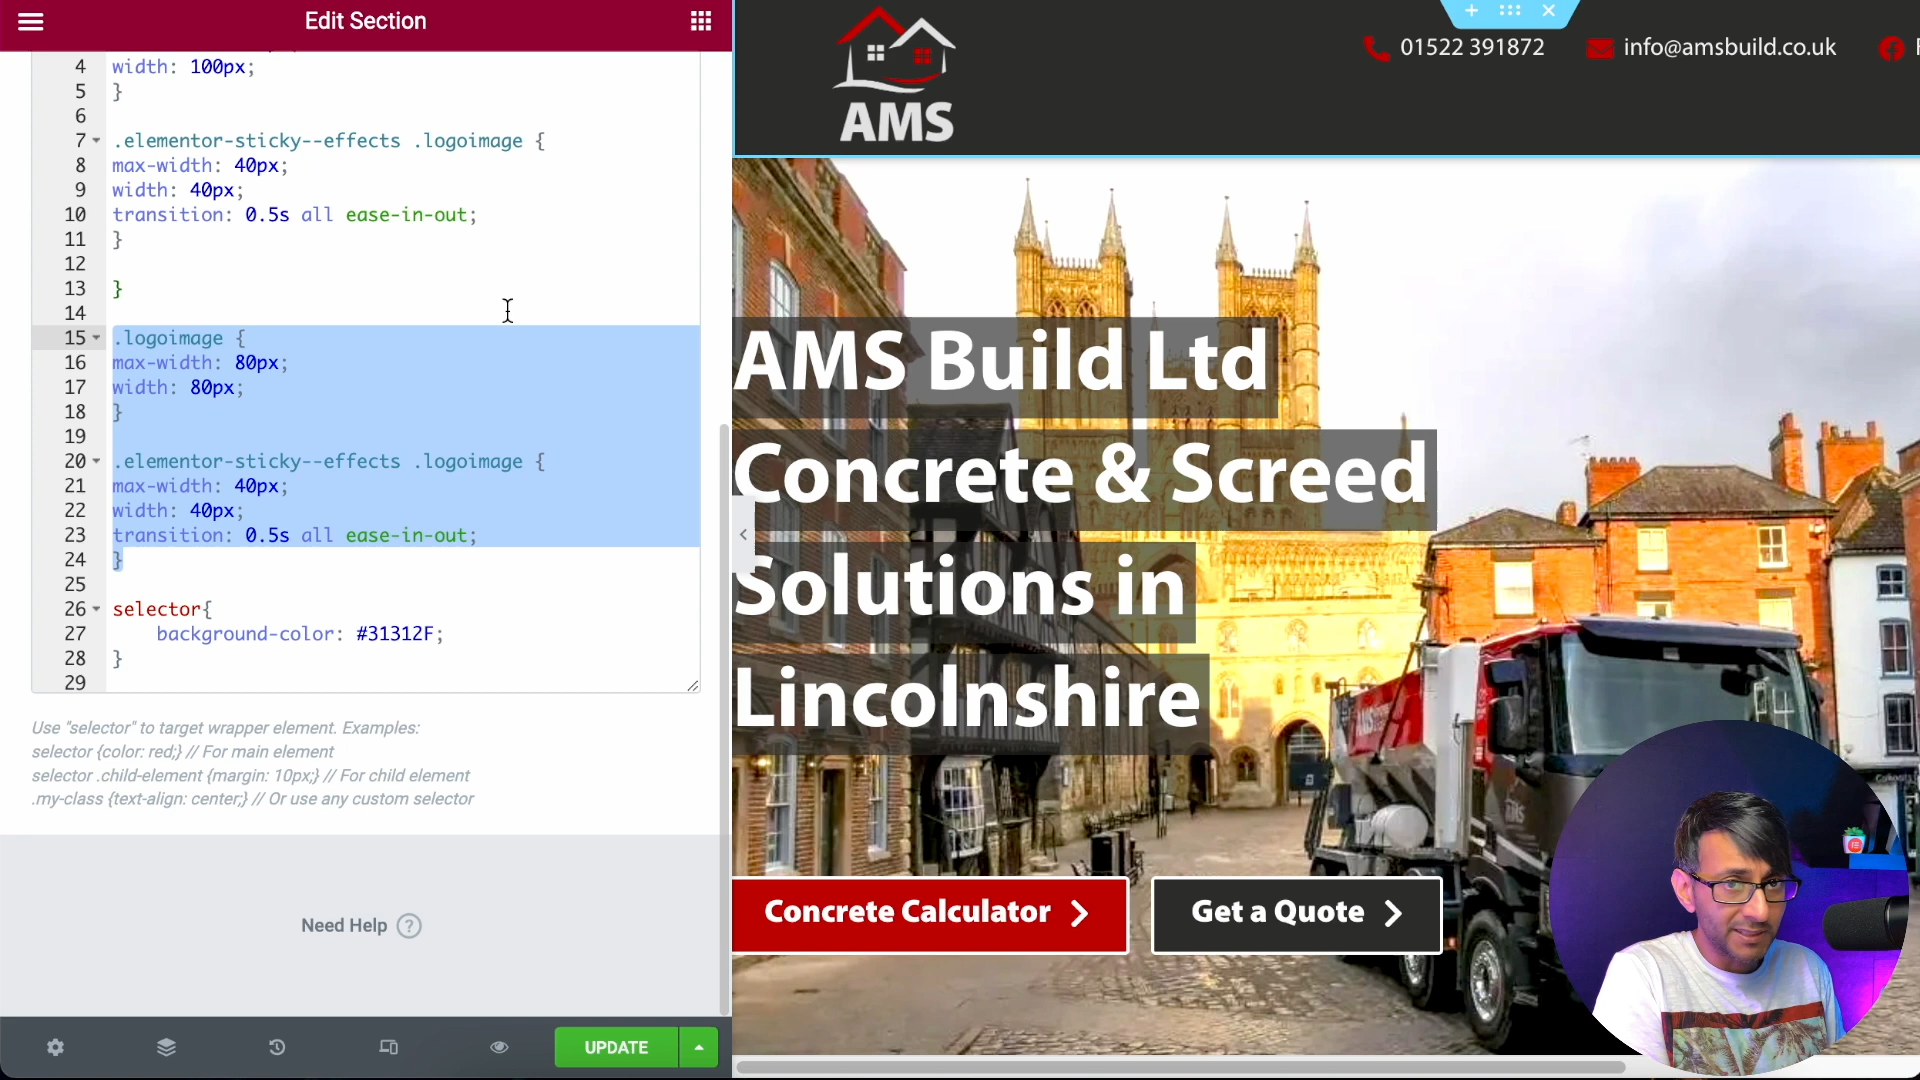 Edit Section
4 width: 100px;
5 }
6
7 .elementor-sticky--effects .logoimage {
8 max-width: 40px;
9 width: 40px;
10 transition: 0.5s all ease-in-out;
11 }
12
13 }
14
15 .logoimage {
16 max-width: 80px;
17 width: 80px;
18 }
19
20 .elementor-sticky--effects .logoimage {
21 max-width: 40px;
22 width: 40px;
23 transition: 0.5s all ease-in-out;
24 }
25
26 selector{
27 background-color: #31312F;
28 }
29
Use "selector" to target wrapper element. Examples:
selector {color: red;} // For main element
selector .child-element {margin: 10px;} // For child element
.my-class {text-align: center;} // Or use any custom selector
Need Help ?
UPDATE
AMS
01522 391872 info@amsbuild.co.uk
AMS Build Ltd
Concrete & Screed
Solutions in
Lincolnshire
Concrete Calculator
Get a Quote